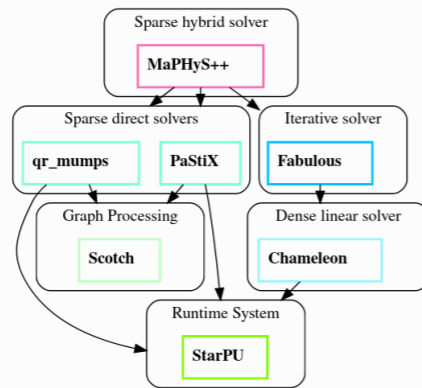 Sparse hybrid solver
MaPHyS++
Sparse direct solvers
Iterative solver
qr_mumps
PaStiX
Fabulous
Graph Processing
Dense linear solver
Scotch
Chameleon
Runtime System
StarPU